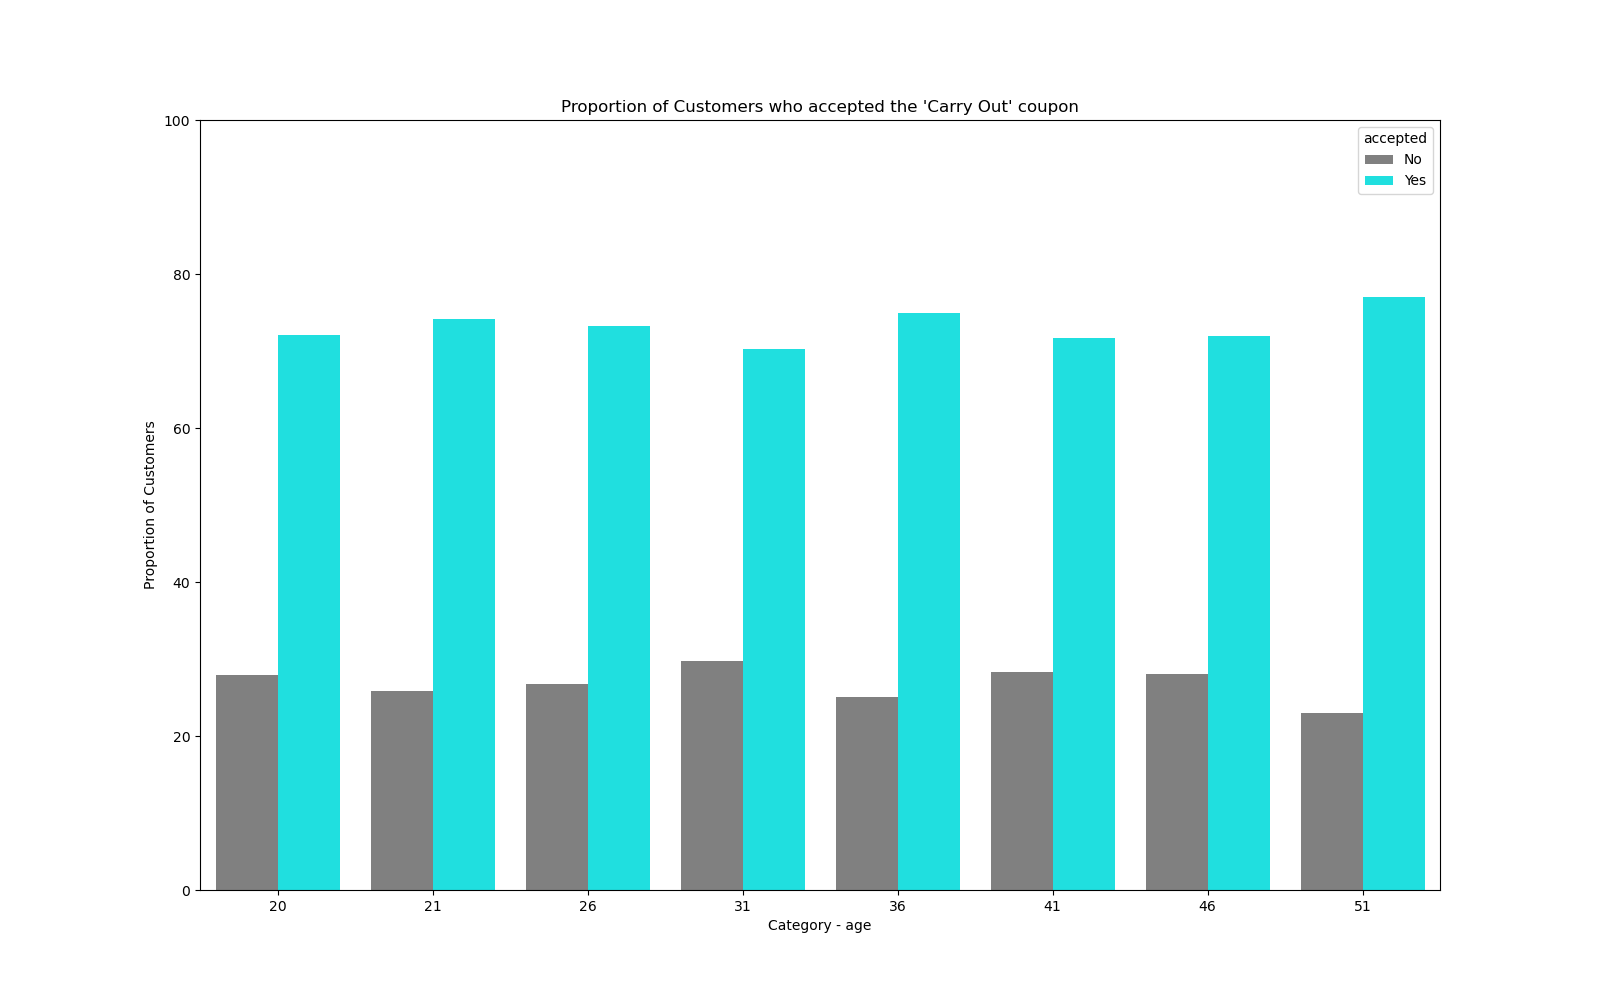 Proportion of Customers who accepted the 'Carry Out' coupon
accepted
No
Yes
Proportion of Customers
100
80
60
40
20
0
20 21 26 31 36 41 46 51
Category - age